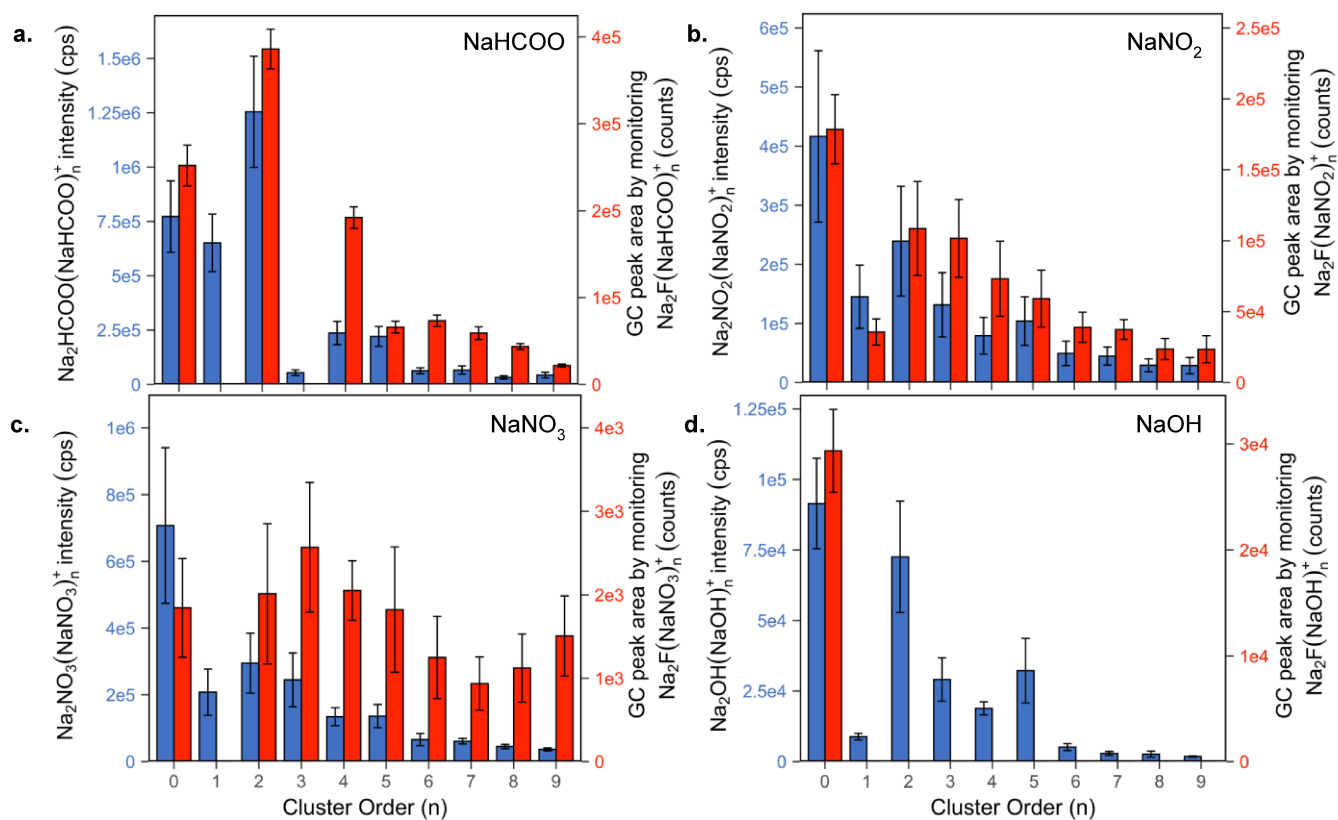 a.
NaHCOO
Na₂HCOO(NaHCOO)ₙ⁺ intensity (cps)
1.5e6
1.25e6
1e6
7.5e5
5e5
2.5e5
0
4e5
3e5
2e5
1e5
0
GC peak area by monitoring
Na₂F(NaHCOO)ₙ⁺ (counts)
b.
NaNO₂
Na₂NO₂(NaNO₂)ₙ⁺ intensity (cps)
6e5
5e5
4e5
3e5
2e5
1e5
0
2.5e5
2e5
1.5e5
1e5
5e4
0
GC peak area by monitoring
Na₂F(NaNO₂)ₙ⁺ (counts)
c.
NaNO₃
Na₂NO₃(NaNO₃)ₙ⁺ intensity (cps)
1e6
8e5
6e5
4e5
2e5
0
4e3
3e3
2e3
1e3
0
GC peak area by monitoring
Na₂F(NaNO₃)ₙ⁺ (counts)
0 1 2 3 4 5 6 7 8 9
Cluster Order (n)
d.
NaOH
Na₂OH(NaOH)ₙ⁺ intensity (cps)
1.25e5
1e5
7.5e4
5e4
2.5e4
0
3e4
2e4
1e4
0
GC peak area by monitoring
Na₂F(NaOH)ₙ⁺ (counts)
0 1 2 3 4 5 6 7 8 9
Cluster Order (n)